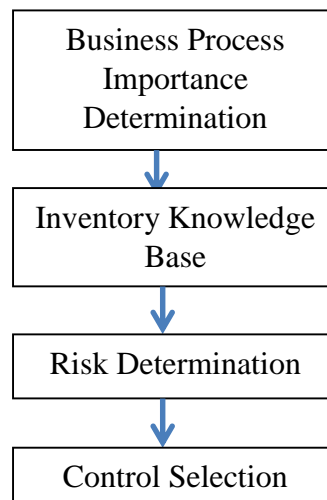 Business Process
Importance
Determination
Inventory Knowledge
Base
Risk Determination
Control Selection